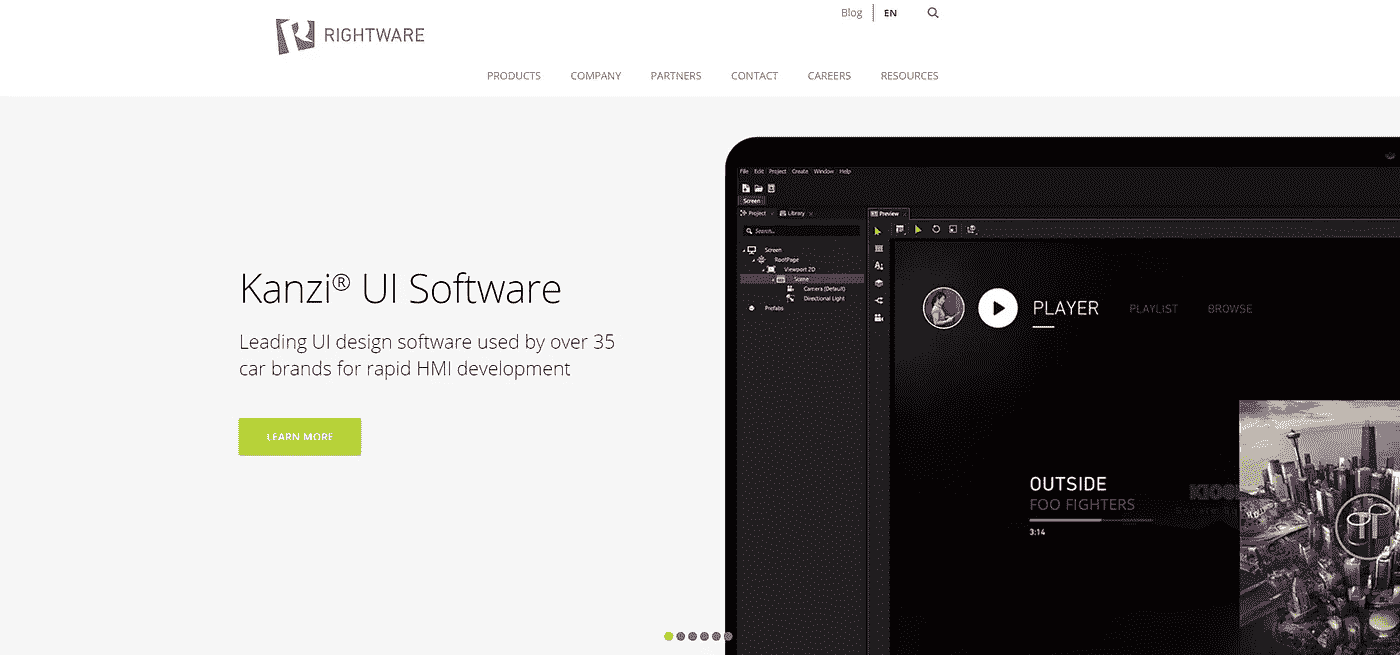 Blog
EN
RIGHTWARE
PRODUCTS COMPANY PARTNERS CONTACT CAREERS RESOURCES
Kanzi® UI Software
Leading UI design software used by over 35
car brands for rapid HMI development
LEARN MORE
File Edit Project Create Window Help
Screen
Project Library
Search...
Screen
RootPage
Viewport 2D
Scene
Camera (Default)
Directional Light
Prefabs
Preview
PLAYER PLAYLIST BROWSE
OUTSIDE
FOO FIGHTERS
3:14